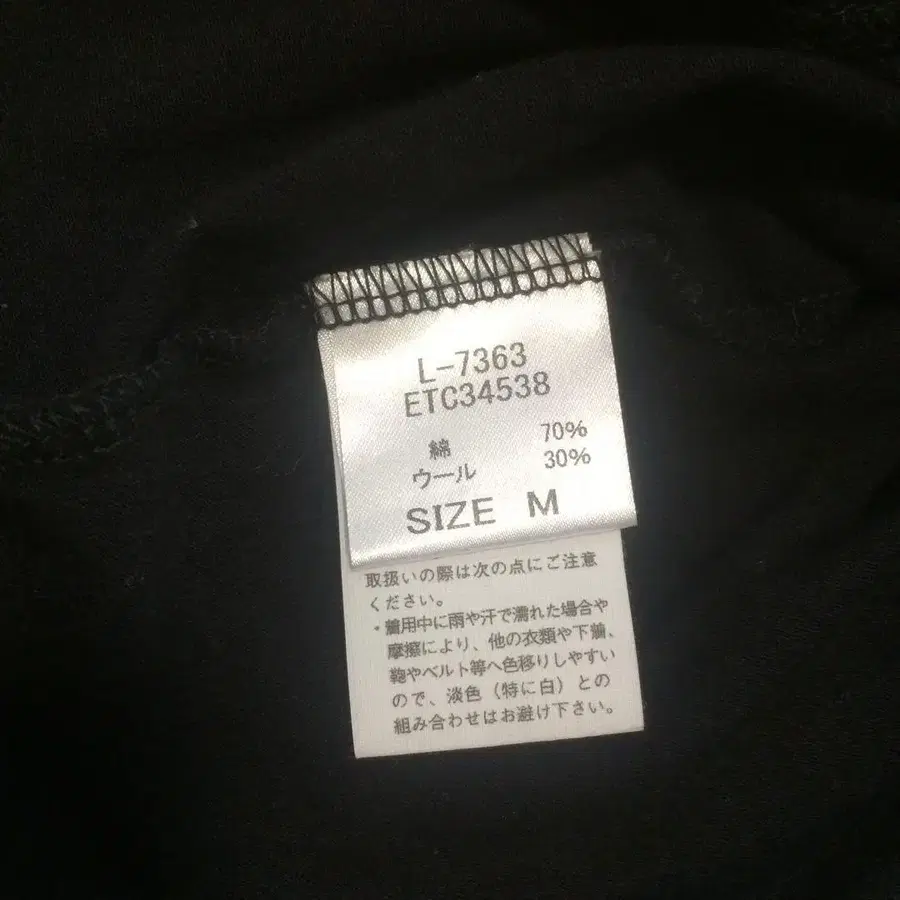 L-7363
ETC34538
綿 70%
ウール 30%
SIZE M
取扱いの際は次の点にご注意
ください。
・着用中に雨や汗で濡れた場合や
摩擦により、他の衣類や下着、
鞄やベルト等へ色移りしやすい
ので、淡色（特に白）との
組み合わせはお避け下さい。